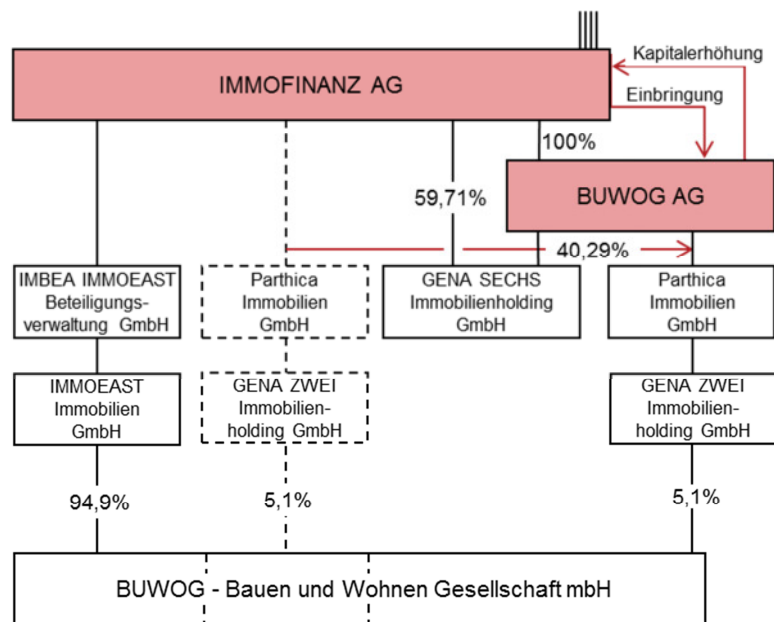 Kapitalerhöhung
IMMOFINANZ AG
Einbringung
100%
59,71%
BUWOG AG
40,29%
IMBEA IMMOEAST
Beteiligungs-
verwaltung GmbH
Parthica
Immobilien
GmbH
GENA SECHS
Immobilienholding
GmbH
Parthica
Immobilien
GmbH
IMMOEAST
Immobilien
GmbH
GENA ZWEI
Immobilien-
holding GmbH
GENA ZWEI
Immobilien-
holding GmbH
94,9%
5,1%
5,1%
BUWOG - Bauen und Wohnen Gesellschaft mbH